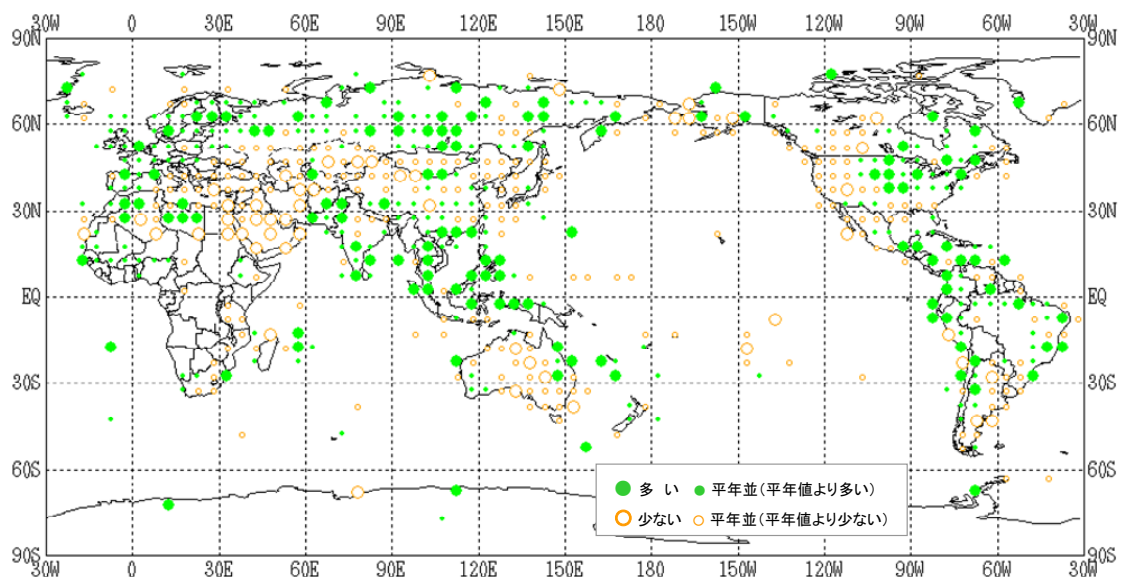 30W 0 30E 60E 90E 120E 150E 180 150W 120W 90W 60W 30W
90N 90N
60N 60N
30N 30N
EQ EQ
30S 30S
60S 60S
多 い 平年並(平年値より多い)
少ない 平年並(平年値より少ない)
90S 90S
30W 0 30E 60E 90E 120E 150E 180 150W 120W 90W 60W 30W